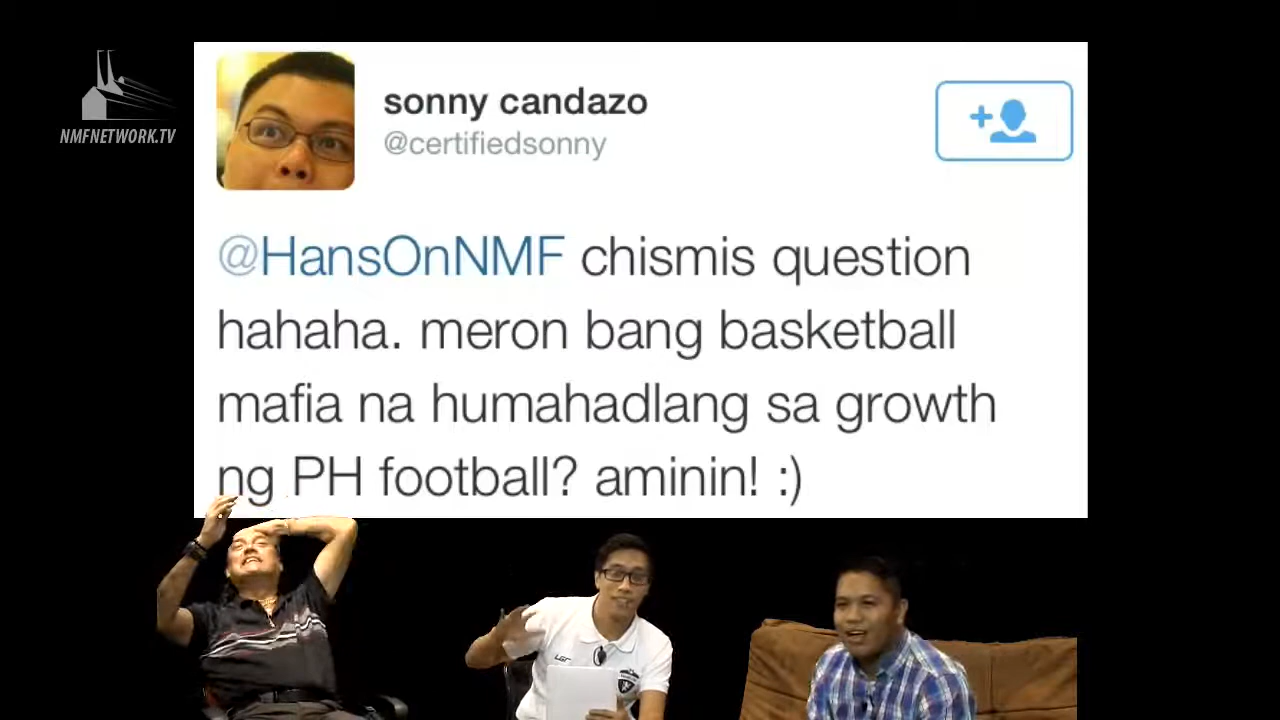 NMFNETWORK.TV
sonny candazo
@certifiedsonny
@HansOnNMF chismis question
hahaha. meron bang basketball
mafia na humahadlang sa growth
ng PH football? aminin! :)
LGR